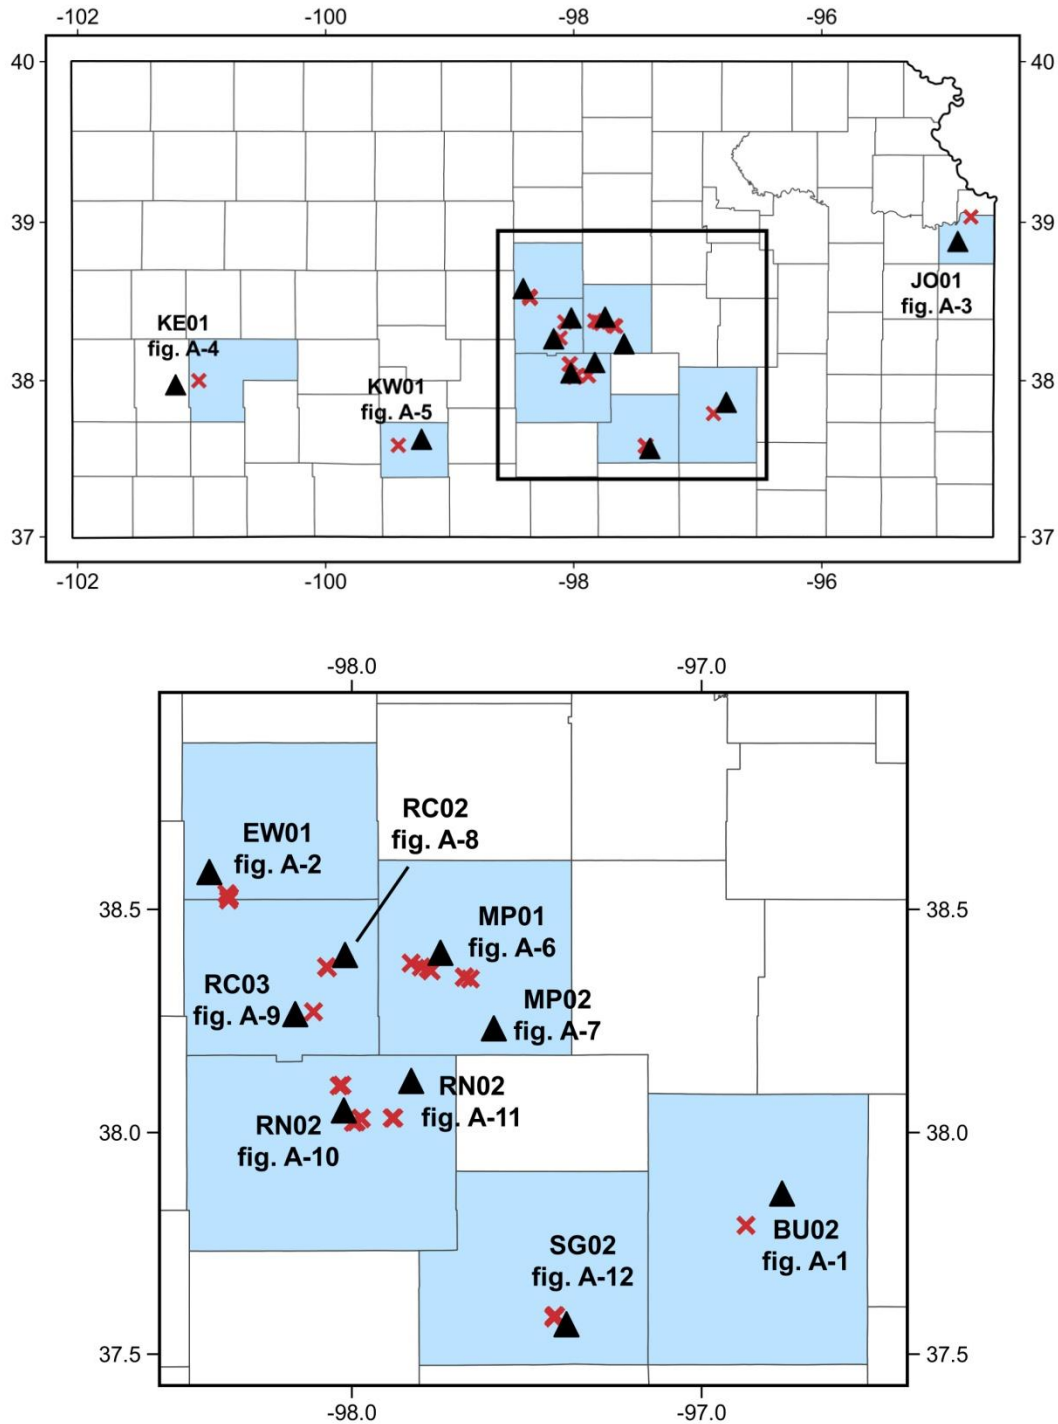 -102 -100 -98 -96
40 40
39 39
JO01
fig. A-3
KE01
fig. A-4
38 38
KW01
fig. A-5
37 37
-102 -100 -98 -96
-98.0 -97.0
RC02
fig. A-8
EW01
fig. A-2
38.5 38.5
MP01
fig. A-6
RC03
fig. A-9
MP02
fig. A-7
RN02
fig. A-11
38.0 38.0
RN02
fig. A-10
BU02
fig. A-1
SG02
fig. A-12
37.5 37.5
-98.0 -97.0